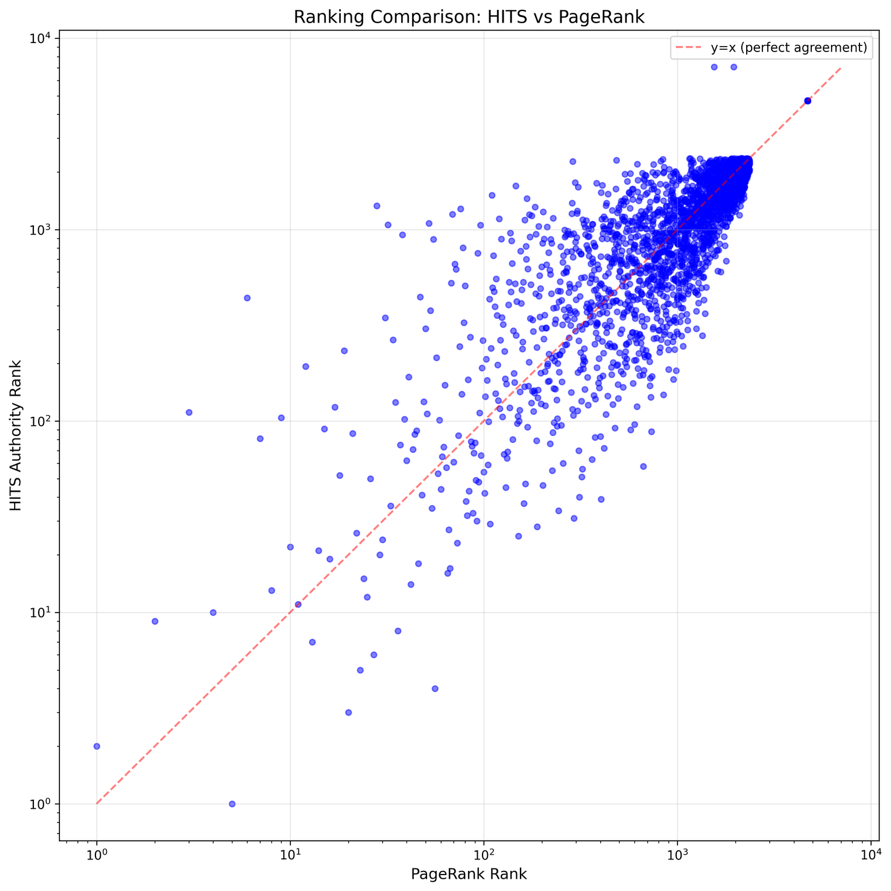 Ranking Comparison: HITS vs PageRank
y=x (perfect agreement)
HITS Authority Rank
10⁴
10³
10²
10¹
10⁰
10⁰ 10¹ 10² 10³ 10⁴
PageRank Rank